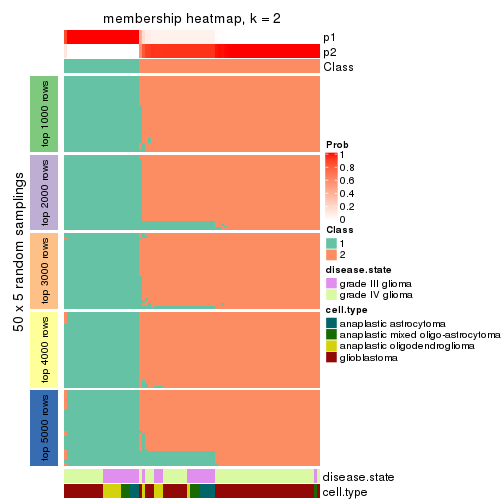 membership heatmap, k = 2
p1
p2
Class
50 x 5 random samplings
top 1000 rows
top 2000 rows
top 3000 rows
top 4000 rows
top 5000 rows
Prob
1
0.8
0.6
0.4
0.2
0
Class
1
2
disease.state
grade III glioma
grade IV glioma
cell.type
anaplastic astrocytoma
anaplastic mixed oligo-astrocytoma
anaplastic oligodendroglioma
glioblastoma
disease.state
cell.type